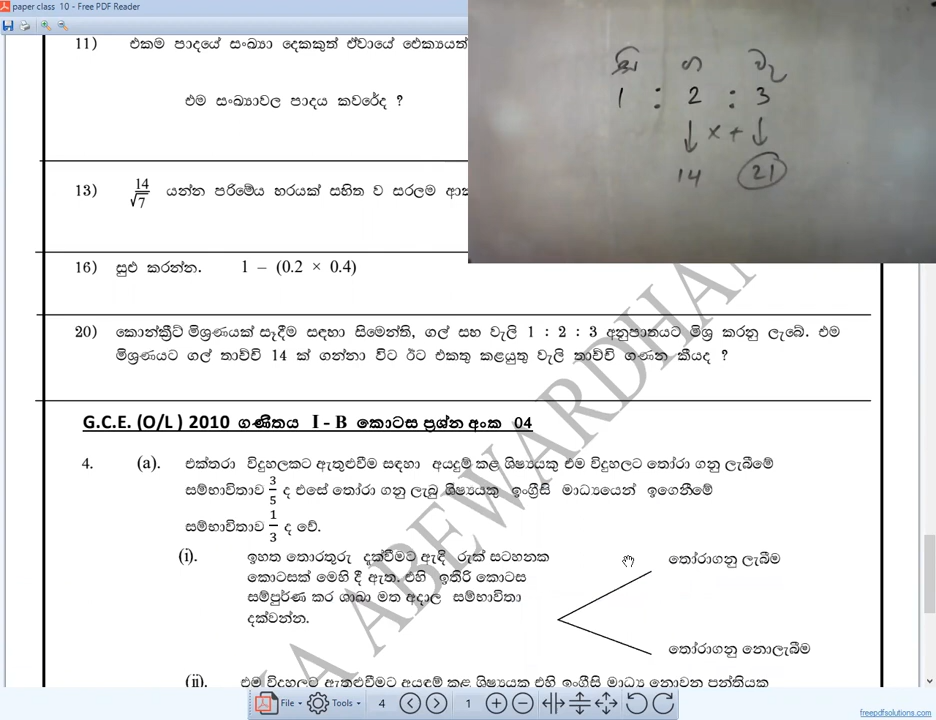 paper class 10 - Free PDF Reader
11) එකම පාදයේ සංඛ්‍යා දෙකකුත් ඒවායේ ඓක්‍යයත්
එම සංඛ්‍යාවල පාදය කවරේද ?
13) 14/√7 යන්න පරිමේය හරයක් සහිත ව සරලම ආක
16) සුළු කරන්න. 1 – (0.2 × 0.4)
20) කොන්ක්‍රීට් මිශ්‍රණයක් සෑදීම සඳහා සිමෙන්ති, ගල් සහ වැලි 1 : 2 : 3 අනුපාතයට මිශ්‍ර කරනු ලැබේ. එම
මිශ්‍රණයට ගල් තාච්චි 14 ක් ගන්නා විට ඊට එකතු කළයුතු වැලි තාච්චි ගණන කීයද ?
G.C.E. (O/L ) 2010 ගණිතය I - B කොටස ප්‍රශ්න අංක 04
4. (a). එක්තරා විදුහලකට ඇතුළුවීම සඳහා අයදුම් කළ ශිෂ්‍යයකු එම විදුහලට තෝරා ගනු ලැබීමේ
සම්භාවිතාව 3/5 ද එසේ තෝරා ගනු ලැබු ශිෂ්‍යයකු ඉංග්‍රීසි මාධ්‍යයෙන් ඉගෙනීමේ
සම්භාවිතාව 1/3 ද වේ.
(i). ඉහත තොරතුරු දැක්වීමට ඇඳි රුක් සටහනක
කොටසක් මෙහි දී ඇත. එහි ඉතිරි කොටස
සම්පූර්ණ කර ශාඛා මත අදාල සම්භාවිතා
දක්වන්න.
තෝරාගනු ලැබීම
තෝරාගනු නොලැබීම
(ii). එම විදුහලට ඇතුළුවීමට අයදුම් කළ ශිෂ්‍යයකු එහි ඉංග්‍රීසි මාධ්‍ය නොවන පන්තියක
සි ග වැ
1 : 2 : 3
↓ × + ↓
14 21
A ABEWARDHAN
File Tools 4 1
freepdfsolutions.com